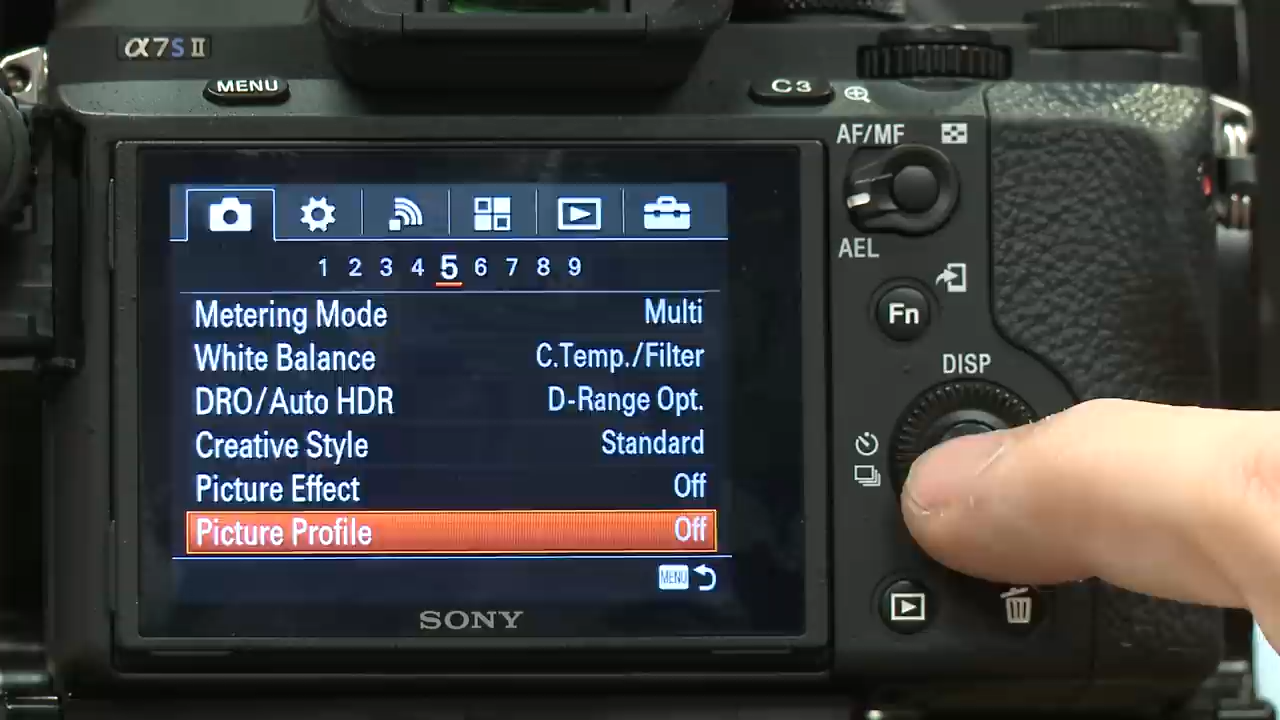 α7S II
MENU
C3
AF/MF
AEL
Fn
DISP
1 2 3 4 5 6 7 8 9
Metering Mode Multi
White Balance C.Temp./Filter
DRO/Auto HDR D-Range Opt.
Creative Style Standard
Picture Effect Off
Picture Profile Off
MENU
SONY